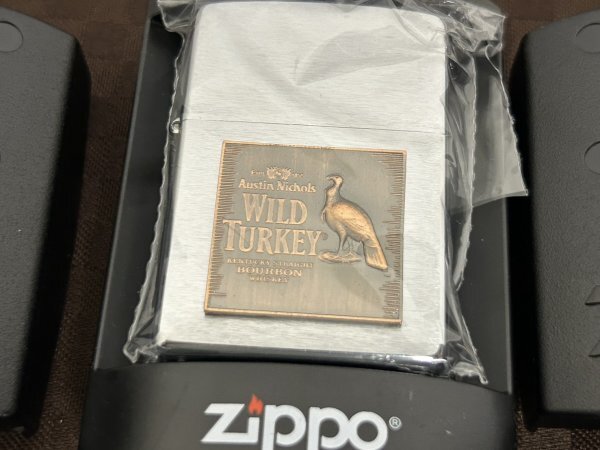 Austin Nichols
WILD
TURKEY
KENTUCKY STRAIGHT
BOURBON
WHISKEY
zippo®